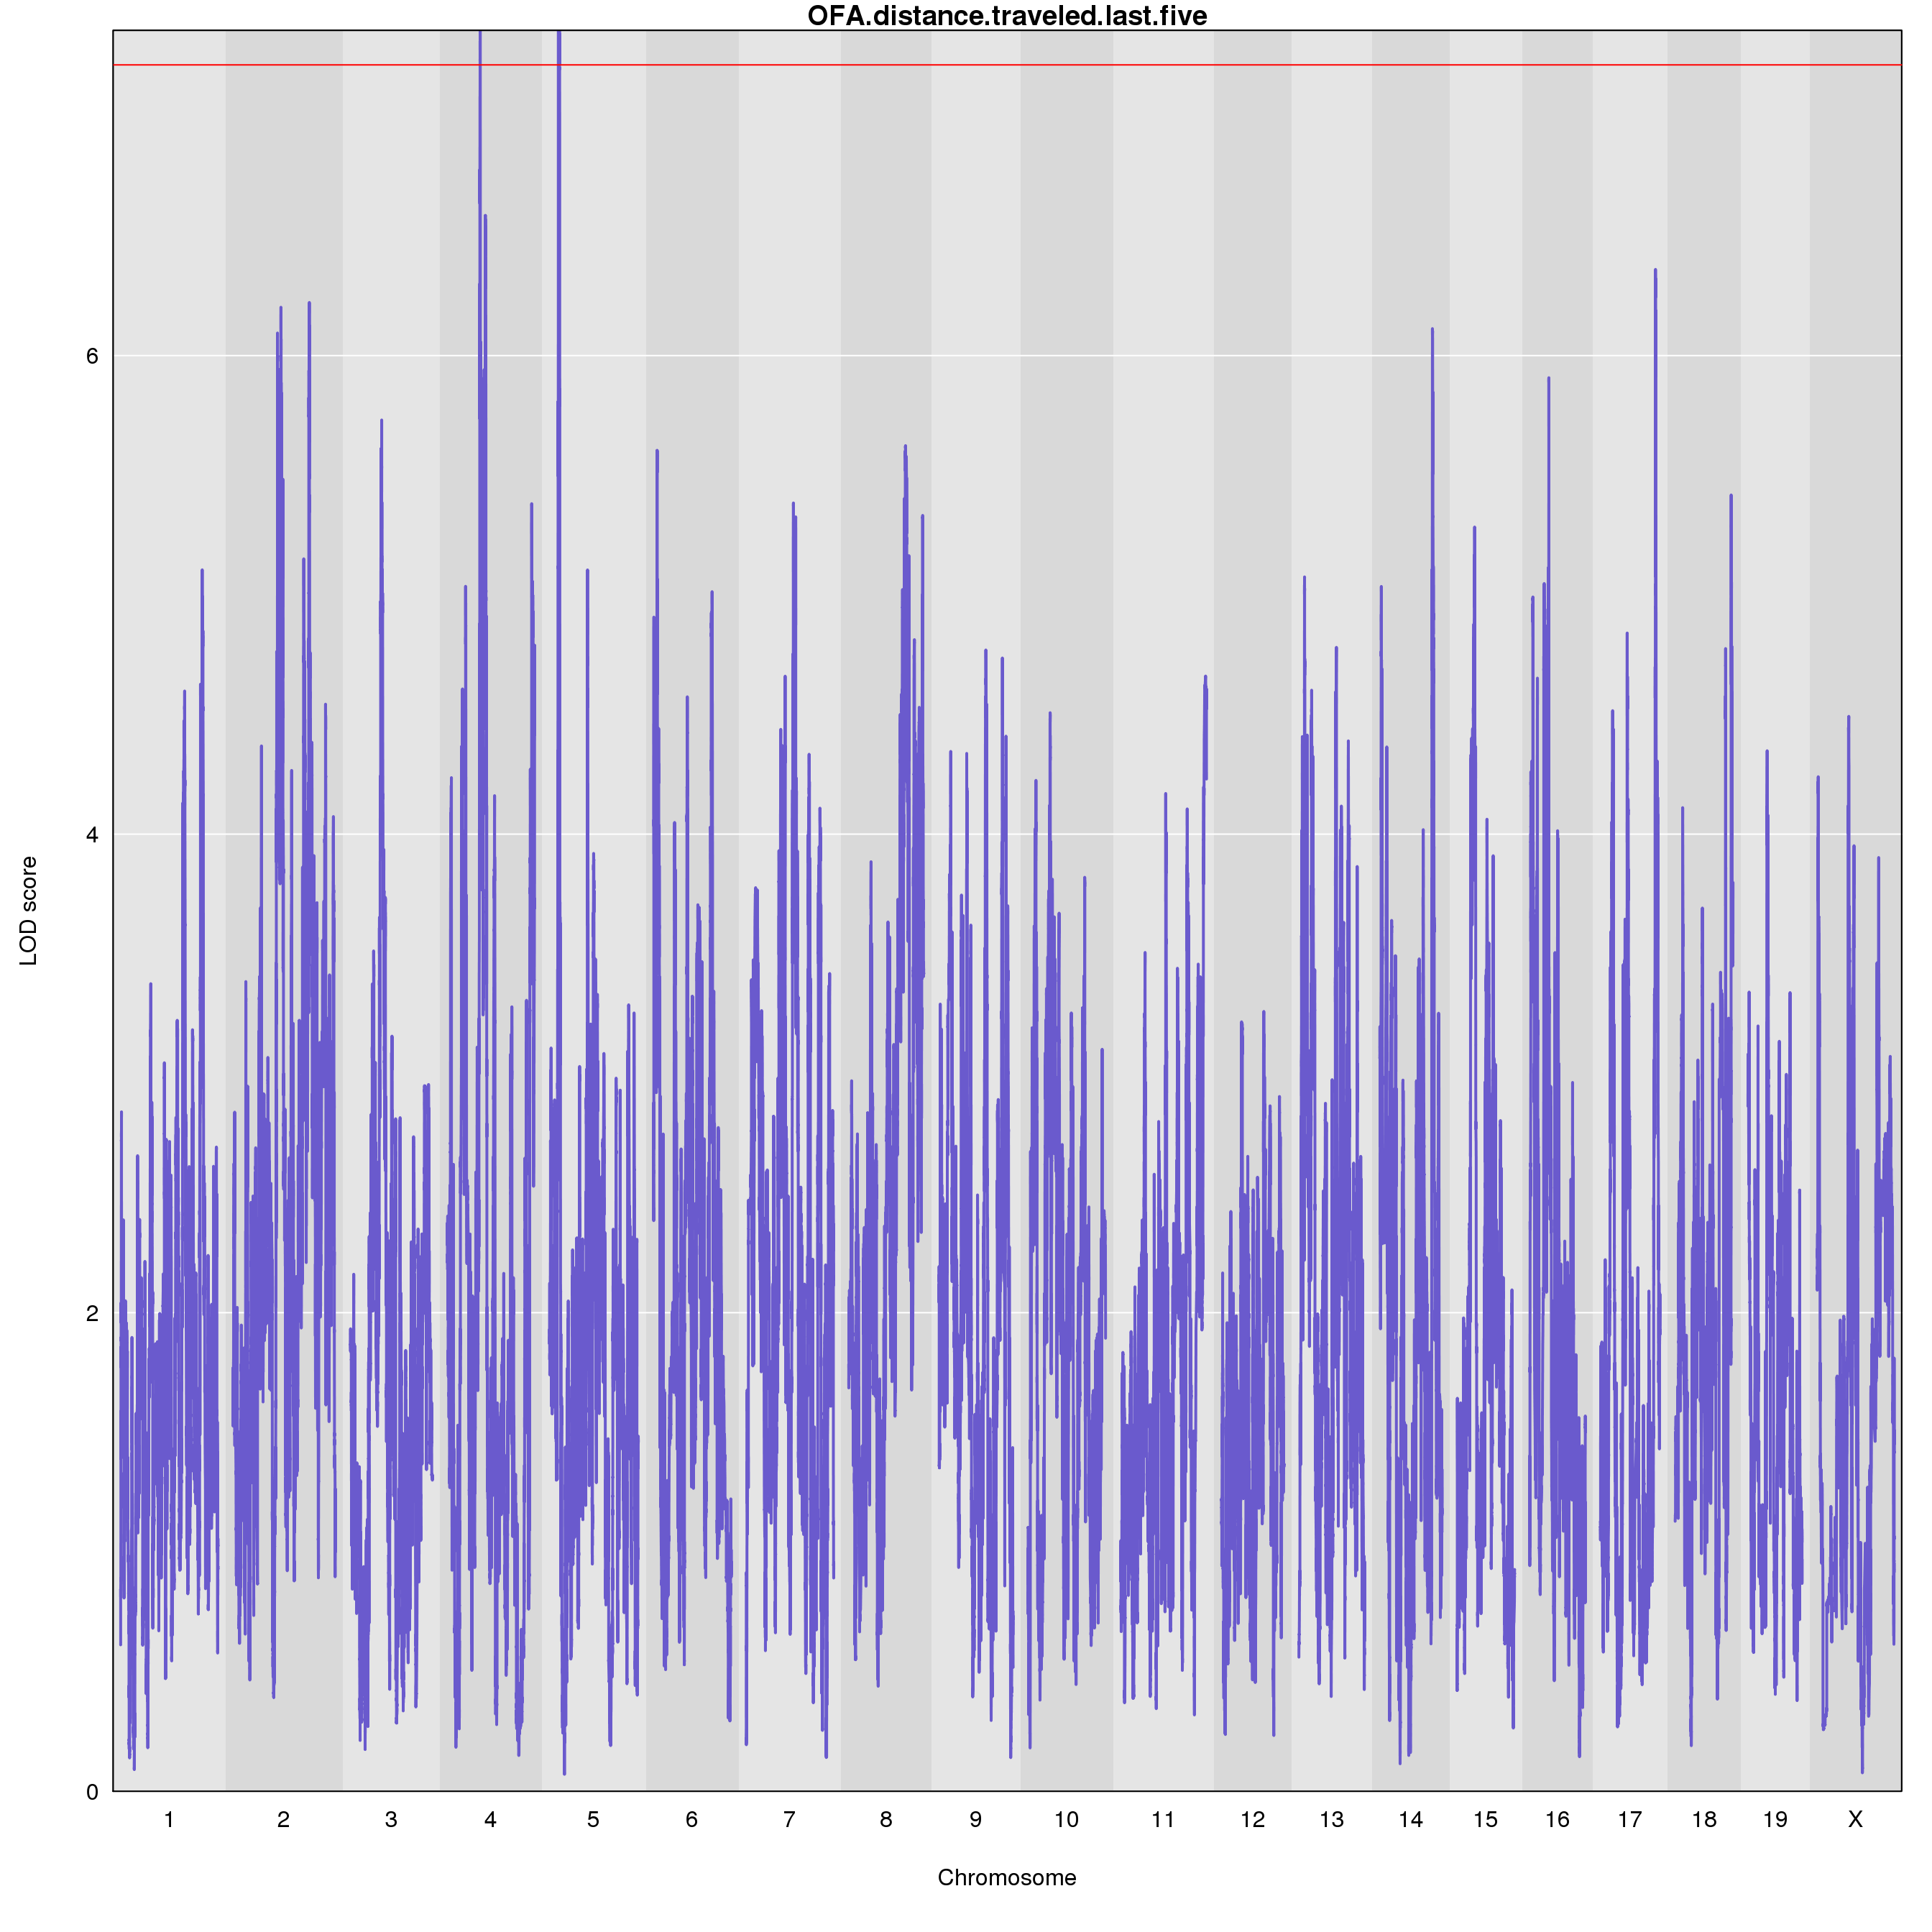 OFA.distance.traveled.last.five
6
4
2
0
LOD score
1 2 3 4 5 6 7 8 9 10 11 12 13 14 15 16 17 18 19 X
Chromosome